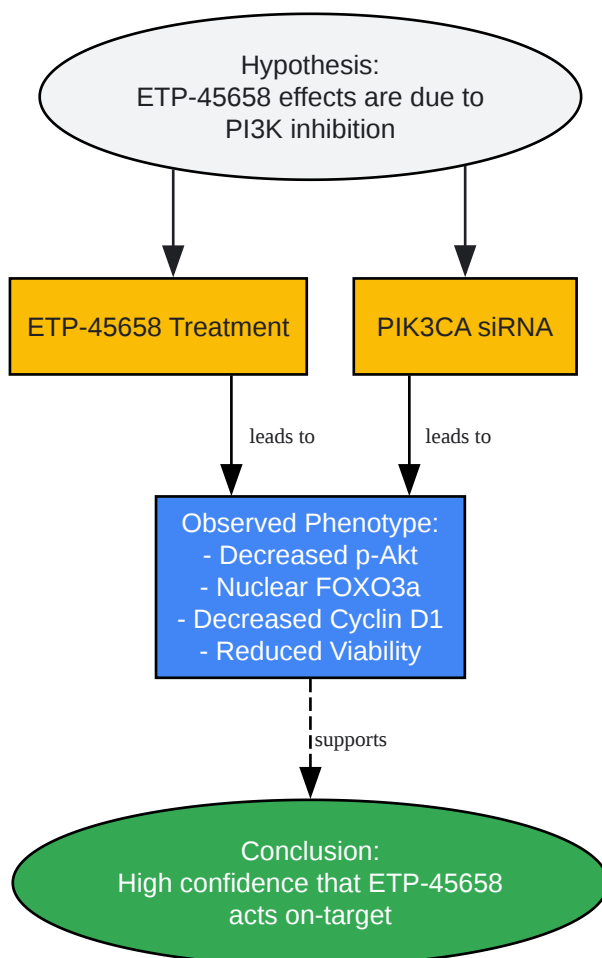 Hypothesis:
ETP-45658 effects are due to
PI3K inhibition
ETP-45658 Treatment
PIK3CA siRNA
leads to
leads to
Observed Phenotype:
- Decreased p-Akt
- Nuclear FOXO3a
- Decreased Cyclin D1
- Reduced Viability
supports
Conclusion:
High confidence that ETP-45658
acts on-target